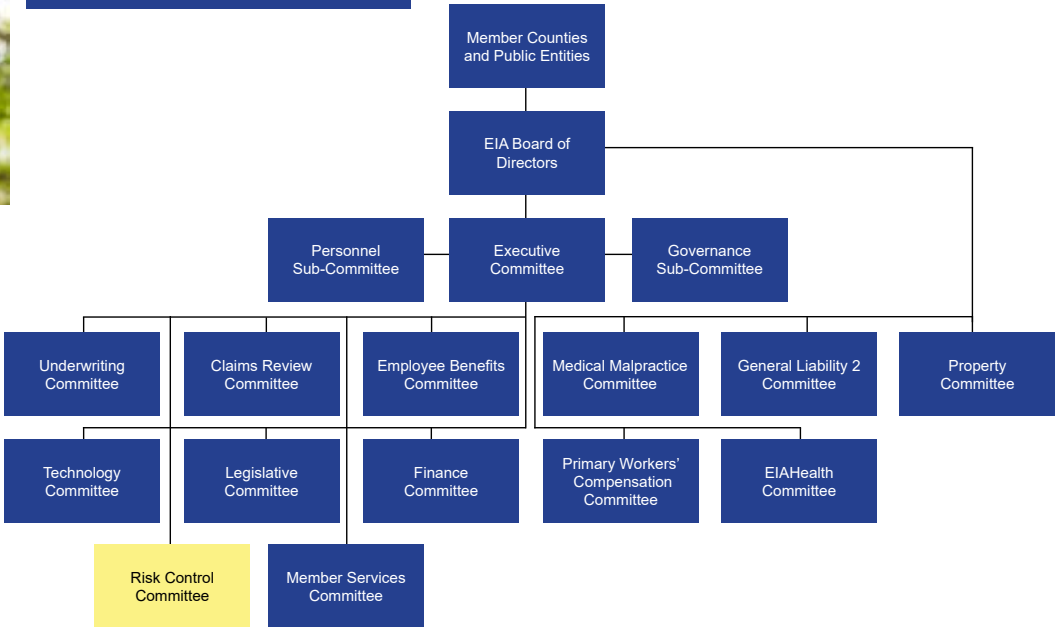 Member Counties
and Public Entities
EIA Board of
Directors
Personnel
Sub-Committee
Executive
Committee
Governance
Sub-Committee
Underwriting
Committee
Claims Review
Committee
Employee Benefits
Committee
Medical Malpractice
Committee
General Liability 2
Committee
Property
Committee
Technology
Committee
Legislative
Committee
Finance
Committee
Primary Workers’
Compensation
Committee
EIAHealth
Committee
Risk Control
Committee
Member Services
Committee